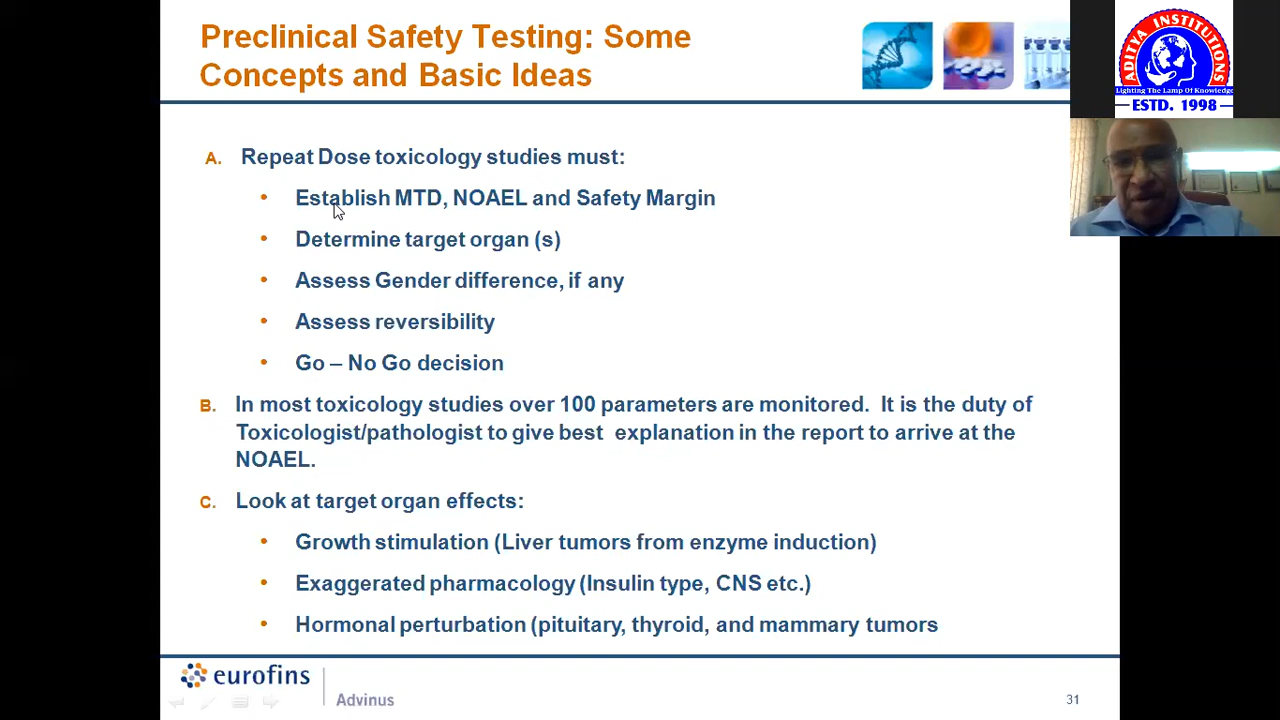 Preclinical Safety Testing: Some
Concepts and Basic Ideas
ADITYA INSTITUTIONS
Lighting The Lamp Of Knowledge
ESTD. 1998
A. Repeat Dose toxicology studies must:
• Establish MTD, NOAEL and Safety Margin
• Determine target organ (s)
• Assess Gender difference, if any
• Assess reversibility
• Go – No Go decision
B. In most toxicology studies over 100 parameters are monitored. It is the duty of
Toxicologist/pathologist to give best explanation in the report to arrive at the
NOAEL.
C. Look at target organ effects:
• Growth stimulation (Liver tumors from enzyme induction)
• Exaggerated pharmacology (Insulin type, CNS etc.)
• Hormonal perturbation (pituitary, thyroid, and mammary tumors
eurofins
Advinus
31